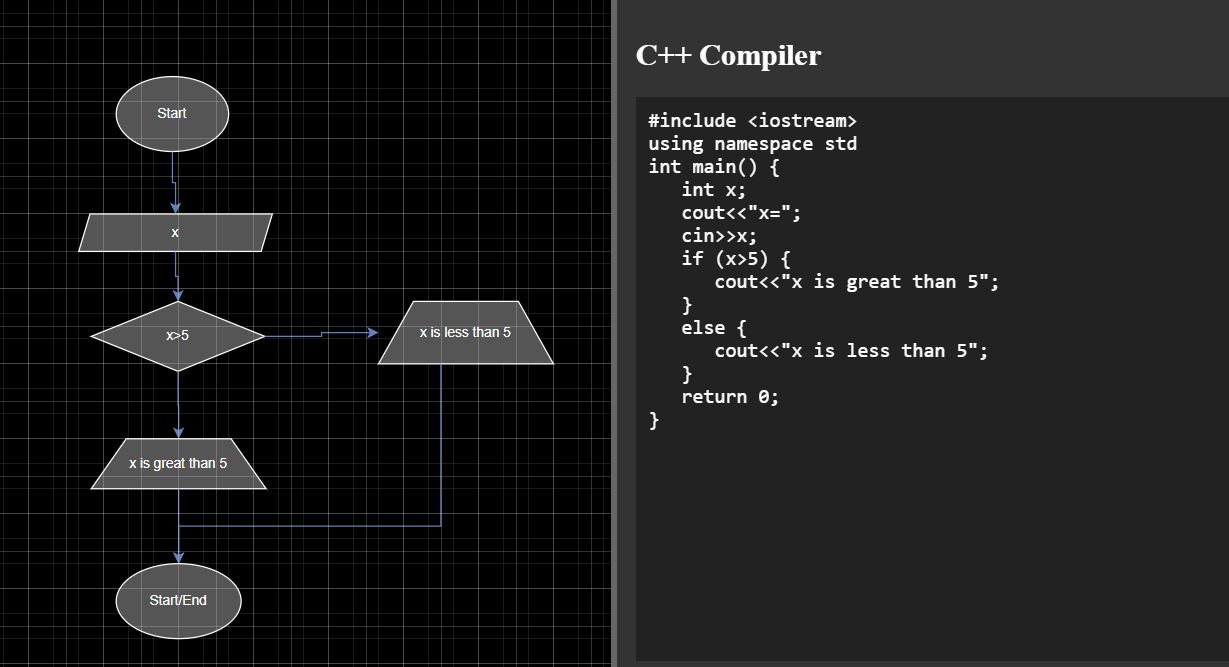 Start
x
x>5
x is less than 5
x is great than 5
Start/End
C++ Compiler
#include <iostream>
using namespace std
int main() {
   int x;
   cout<<"x=";
   cin>>x;
   if (x>5) {
      cout<<"x is great than 5";
   }
   else {
      cout<<"x is less than 5";
   }
   return 0;
}